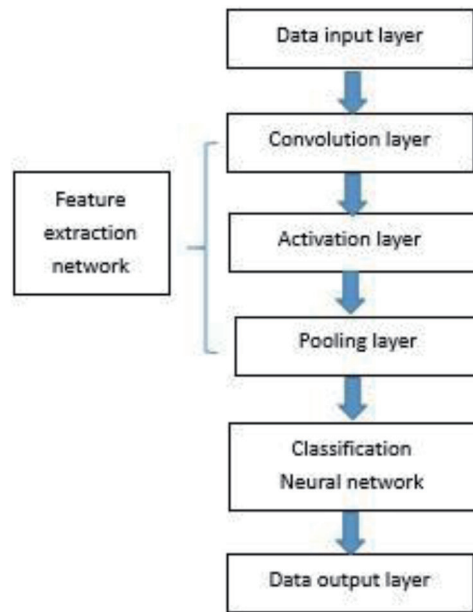 Data input layer
Convolution layer
Feature
extraction
network
Activation layer
Pooling layer
Classification
Neural network
Data output layer